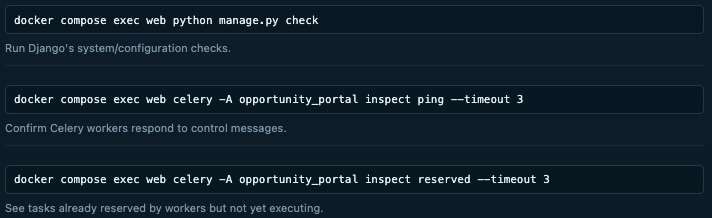 docker compose exec web python manage.py check
Run Django's system/configuration checks.
docker compose exec web celery -A opportunity_portal inspect ping --timeout 3
Confirm Celery workers respond to control messages.
docker compose exec web celery -A opportunity_portal inspect reserved --timeout 3
See tasks already reserved by workers but not yet executing.